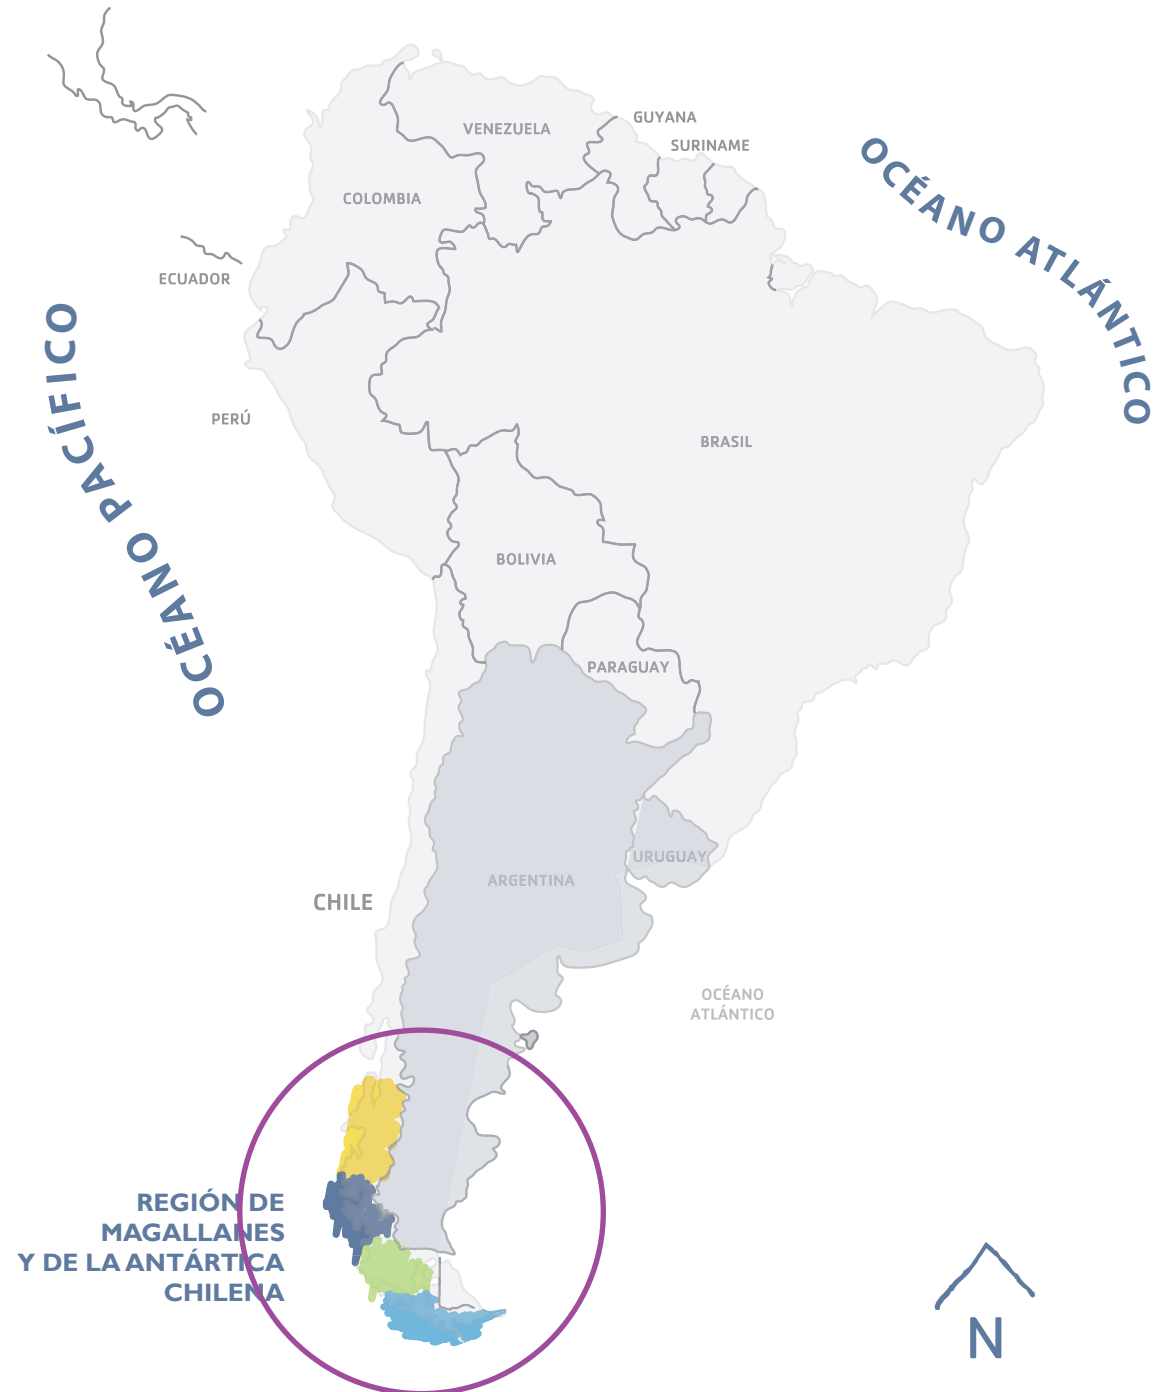 GUYANA
VENEZUELA
SURINAME
OCÉANO ATLÁNTICO
COLOMBIA
ECUADOR
OCÉANO PACÍFICO
PERÚ
BRASIL
BOLIVIA
PARAGUAY
URUGUAY
ARGENTINA
CHILE
OCÉANO
ATLÁNTICO
REGIÓN DE
MAGALLANES
Y DE LA ANTÁRTICA
CHILENA
N